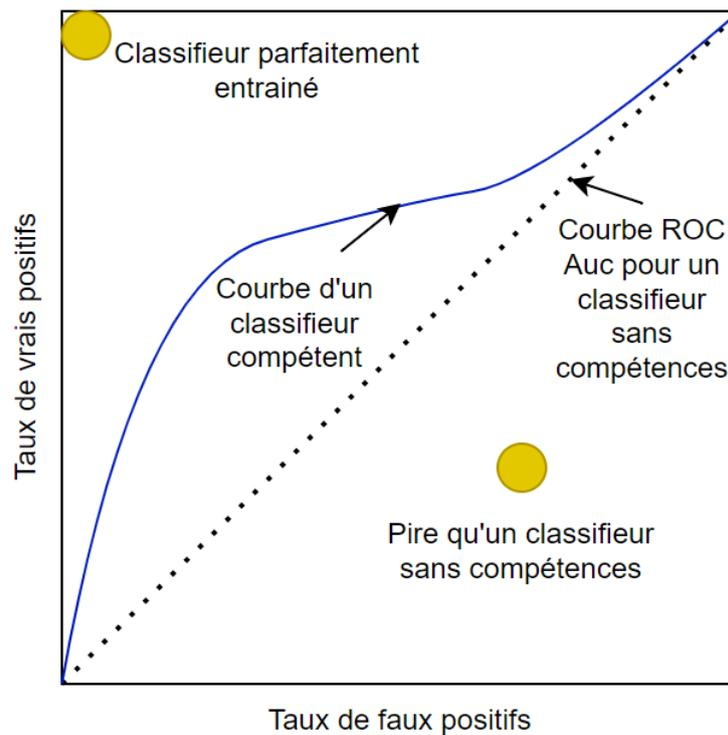 Classifieur parfaitement
entrainé
Taux de vrais positifs
Courbe d'un
classifieur
compétent
Courbe ROC
Auc pour un
classifieur
sans
compétences
Pire qu'un classifieur
sans compétences
Taux de faux positifs